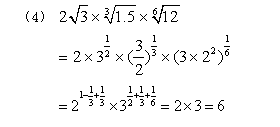 (4) 2√3 × ∛1.5 × ⁶√12
= 2 × 3^(1/2) × (3/2)^(1/3) × (3 × 2²)^(1/6)
= 2^(1-1/3+1/3) × 3^(1/2+1/3+1/6) = 2 × 3 = 6